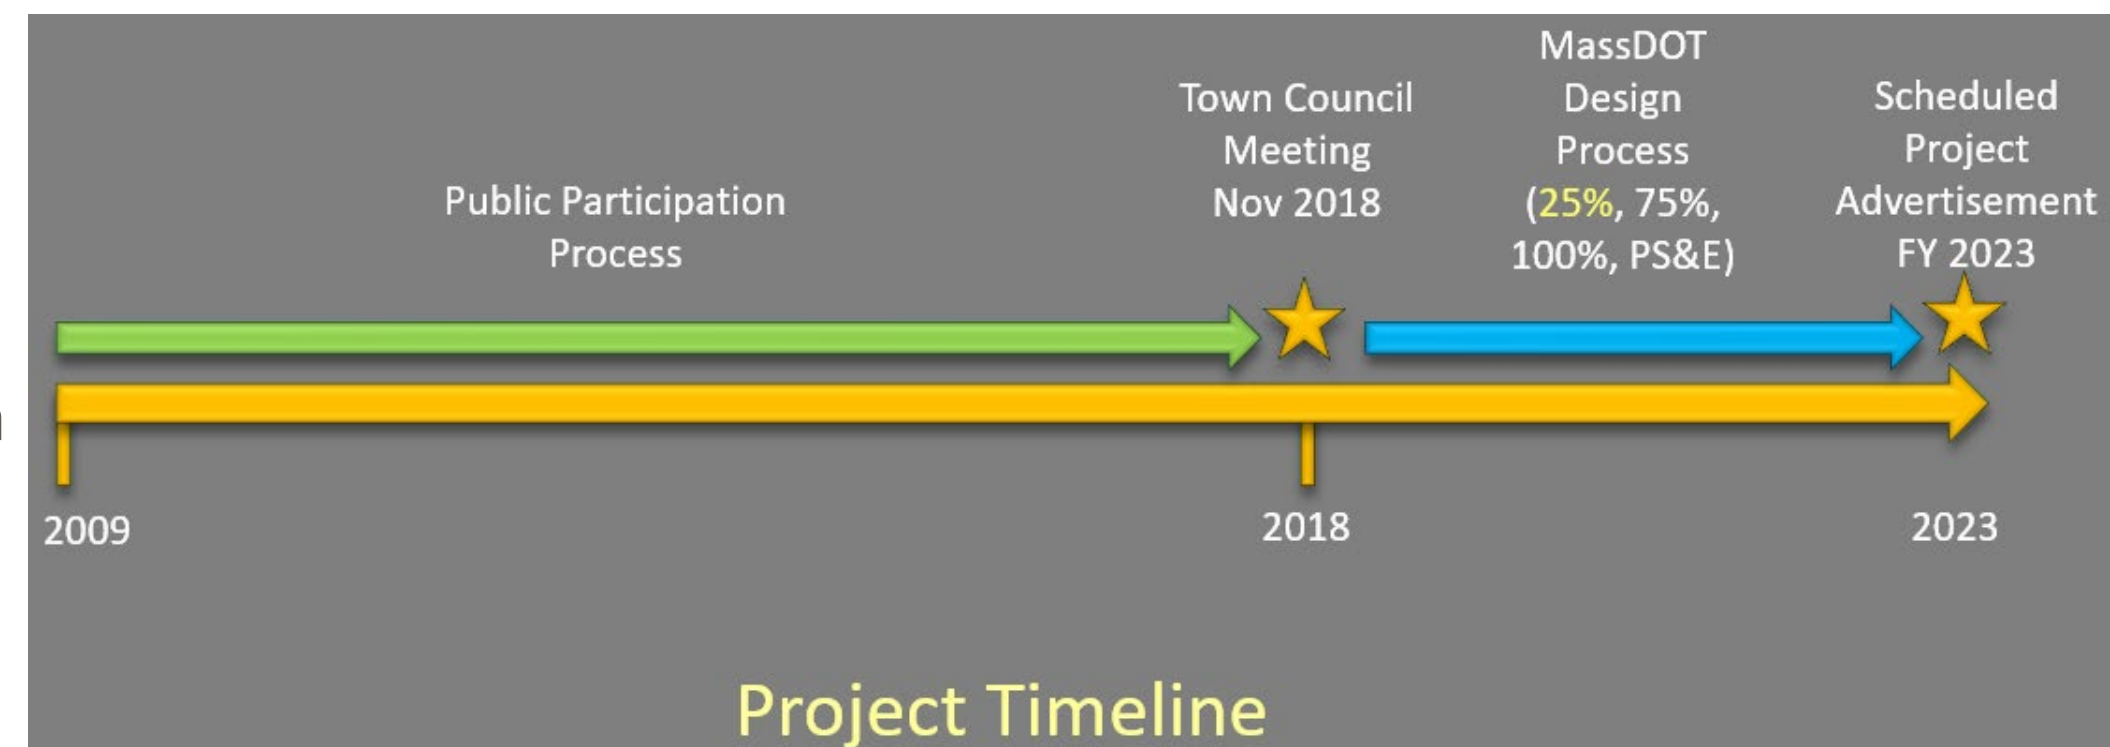 Public Participation
Process
Town Council
Meeting
Nov 2018
MassDOT
Design
Process
(25%, 75%,
100%, PS&E)
Scheduled
Project
Advertisement
FY 2023
2009
2018
2023
Project Timeline